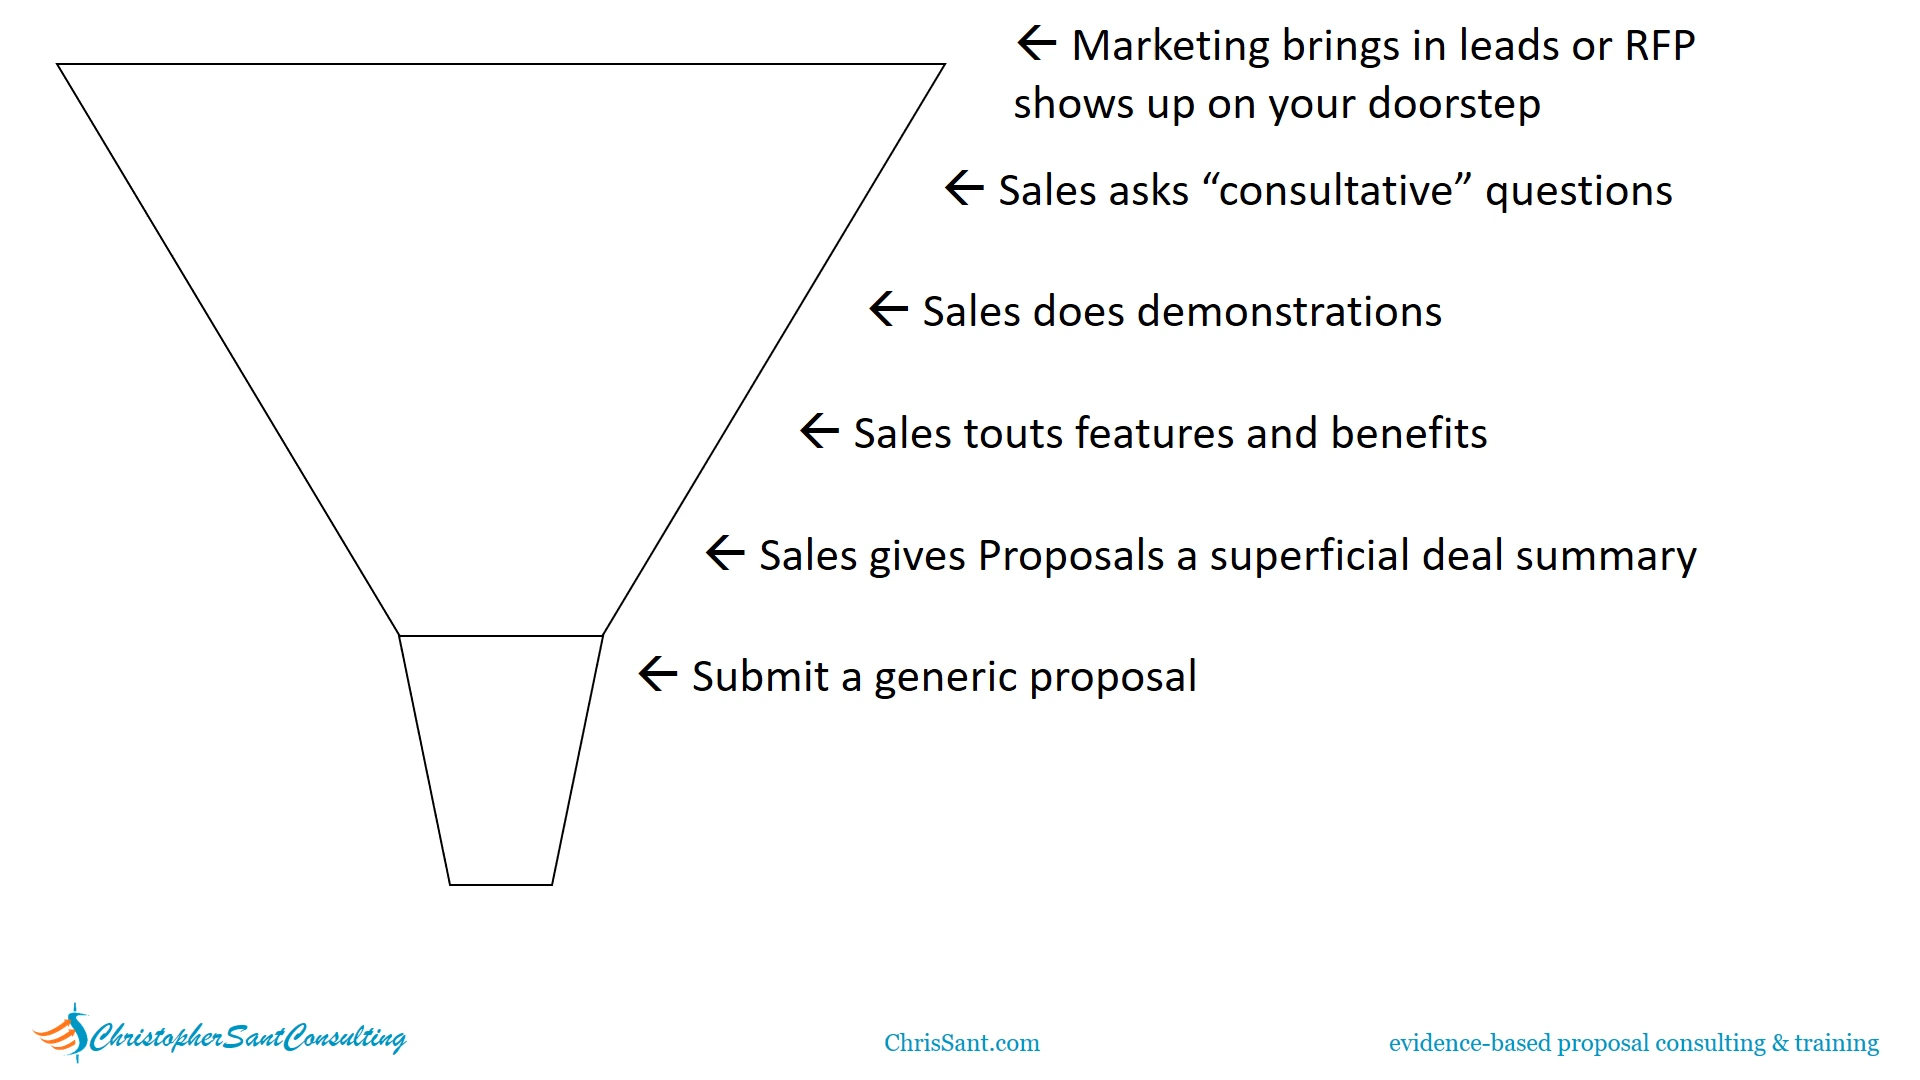 ← Marketing brings in leads or RFP
shows up on your doorstep
← Sales asks “consultative” questions
← Sales does demonstrations
← Sales touts features and benefits
← Sales gives Proposals a superficial deal summary
← Submit a generic proposal
ChristopherSantConsulting
ChrisSant.com
evidence-based proposal consulting & training